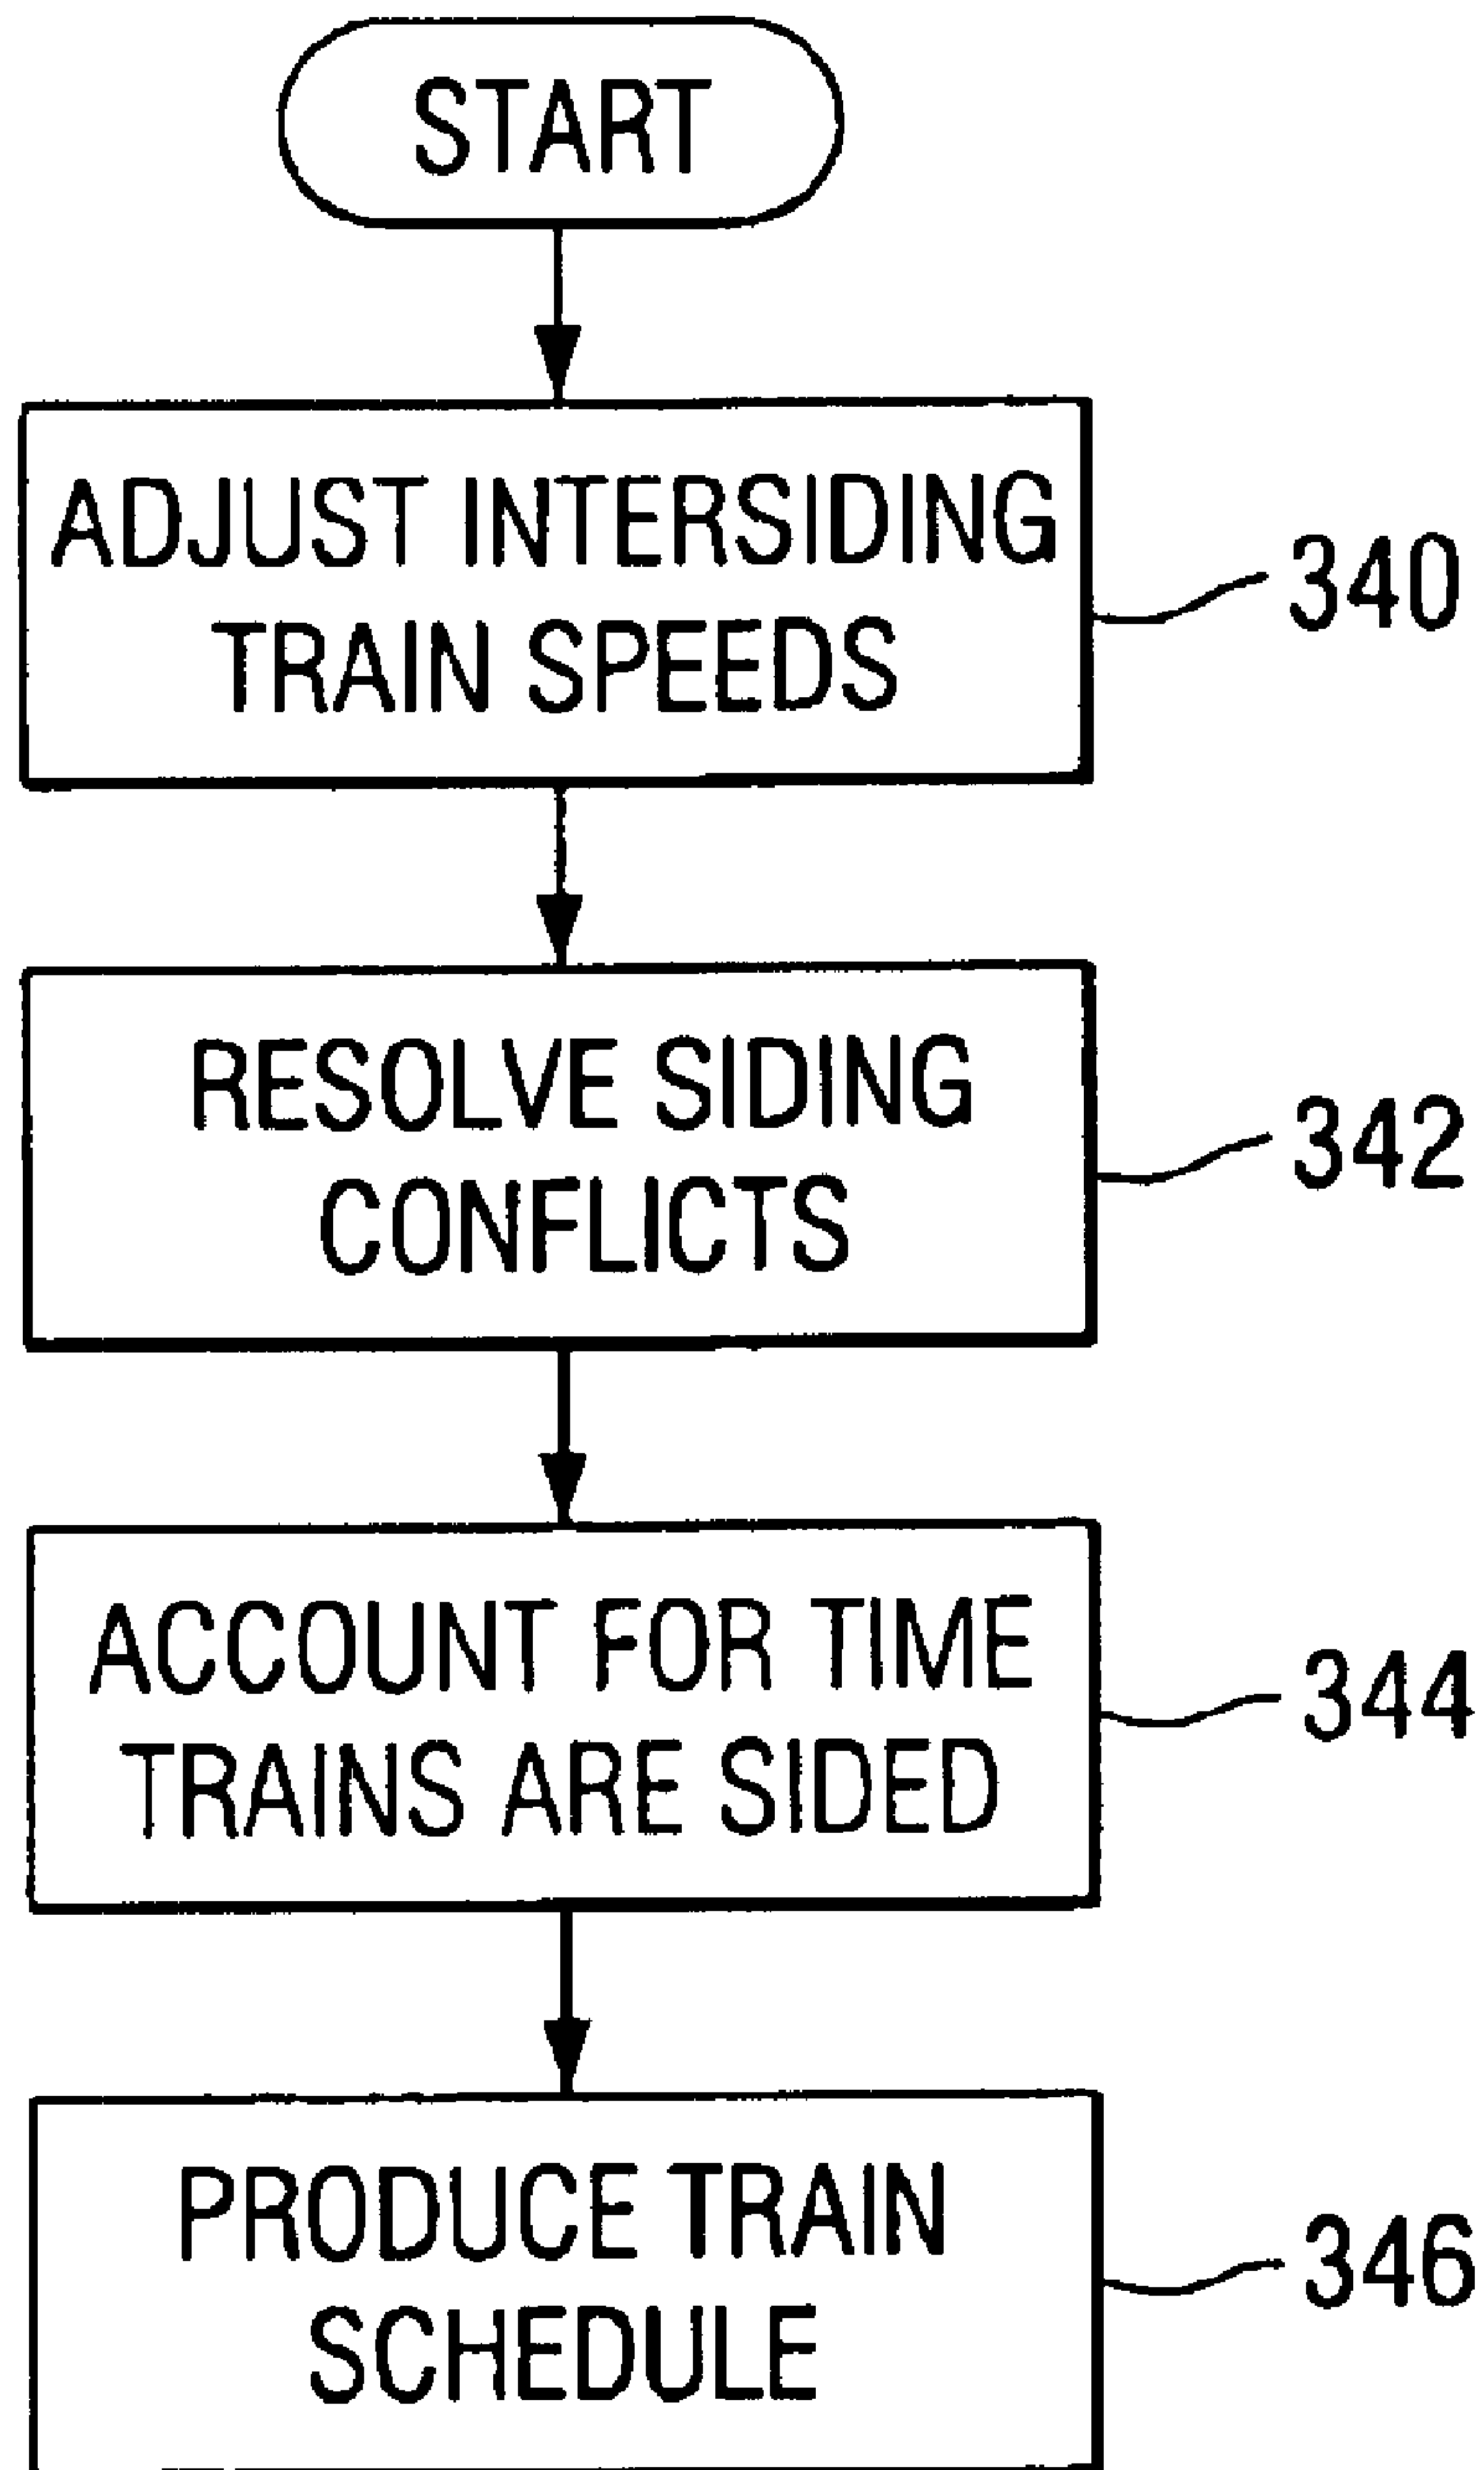 START
ADJUST INTERSIDING
TRAIN SPEEDS
340
RESOLVE SIDING
CONFLICTS
342
ACCOUNT FOR TIME
TRAINS ARE SIDED
344
PRODUCE TRAIN
SCHEDULE
346